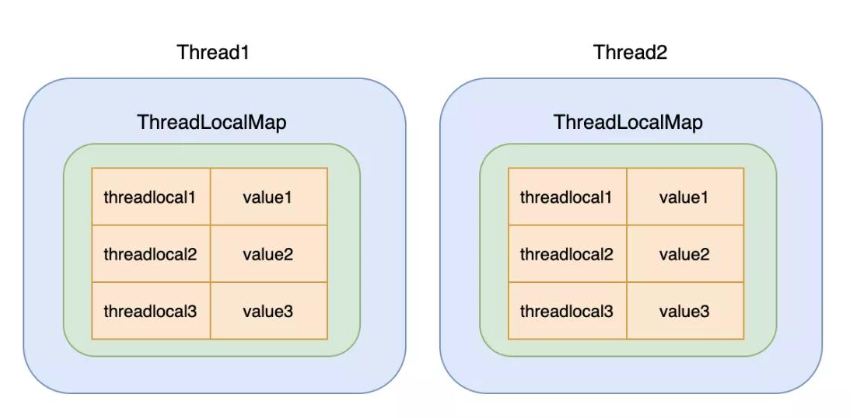 Thread1 Thread2
ThreadLocalMap ThreadLocalMap
threadlocal1 value1 threadlocal1 value1
threadlocal2 value2 threadlocal2 value2
threadlocal3 value3 threadlocal3 value3